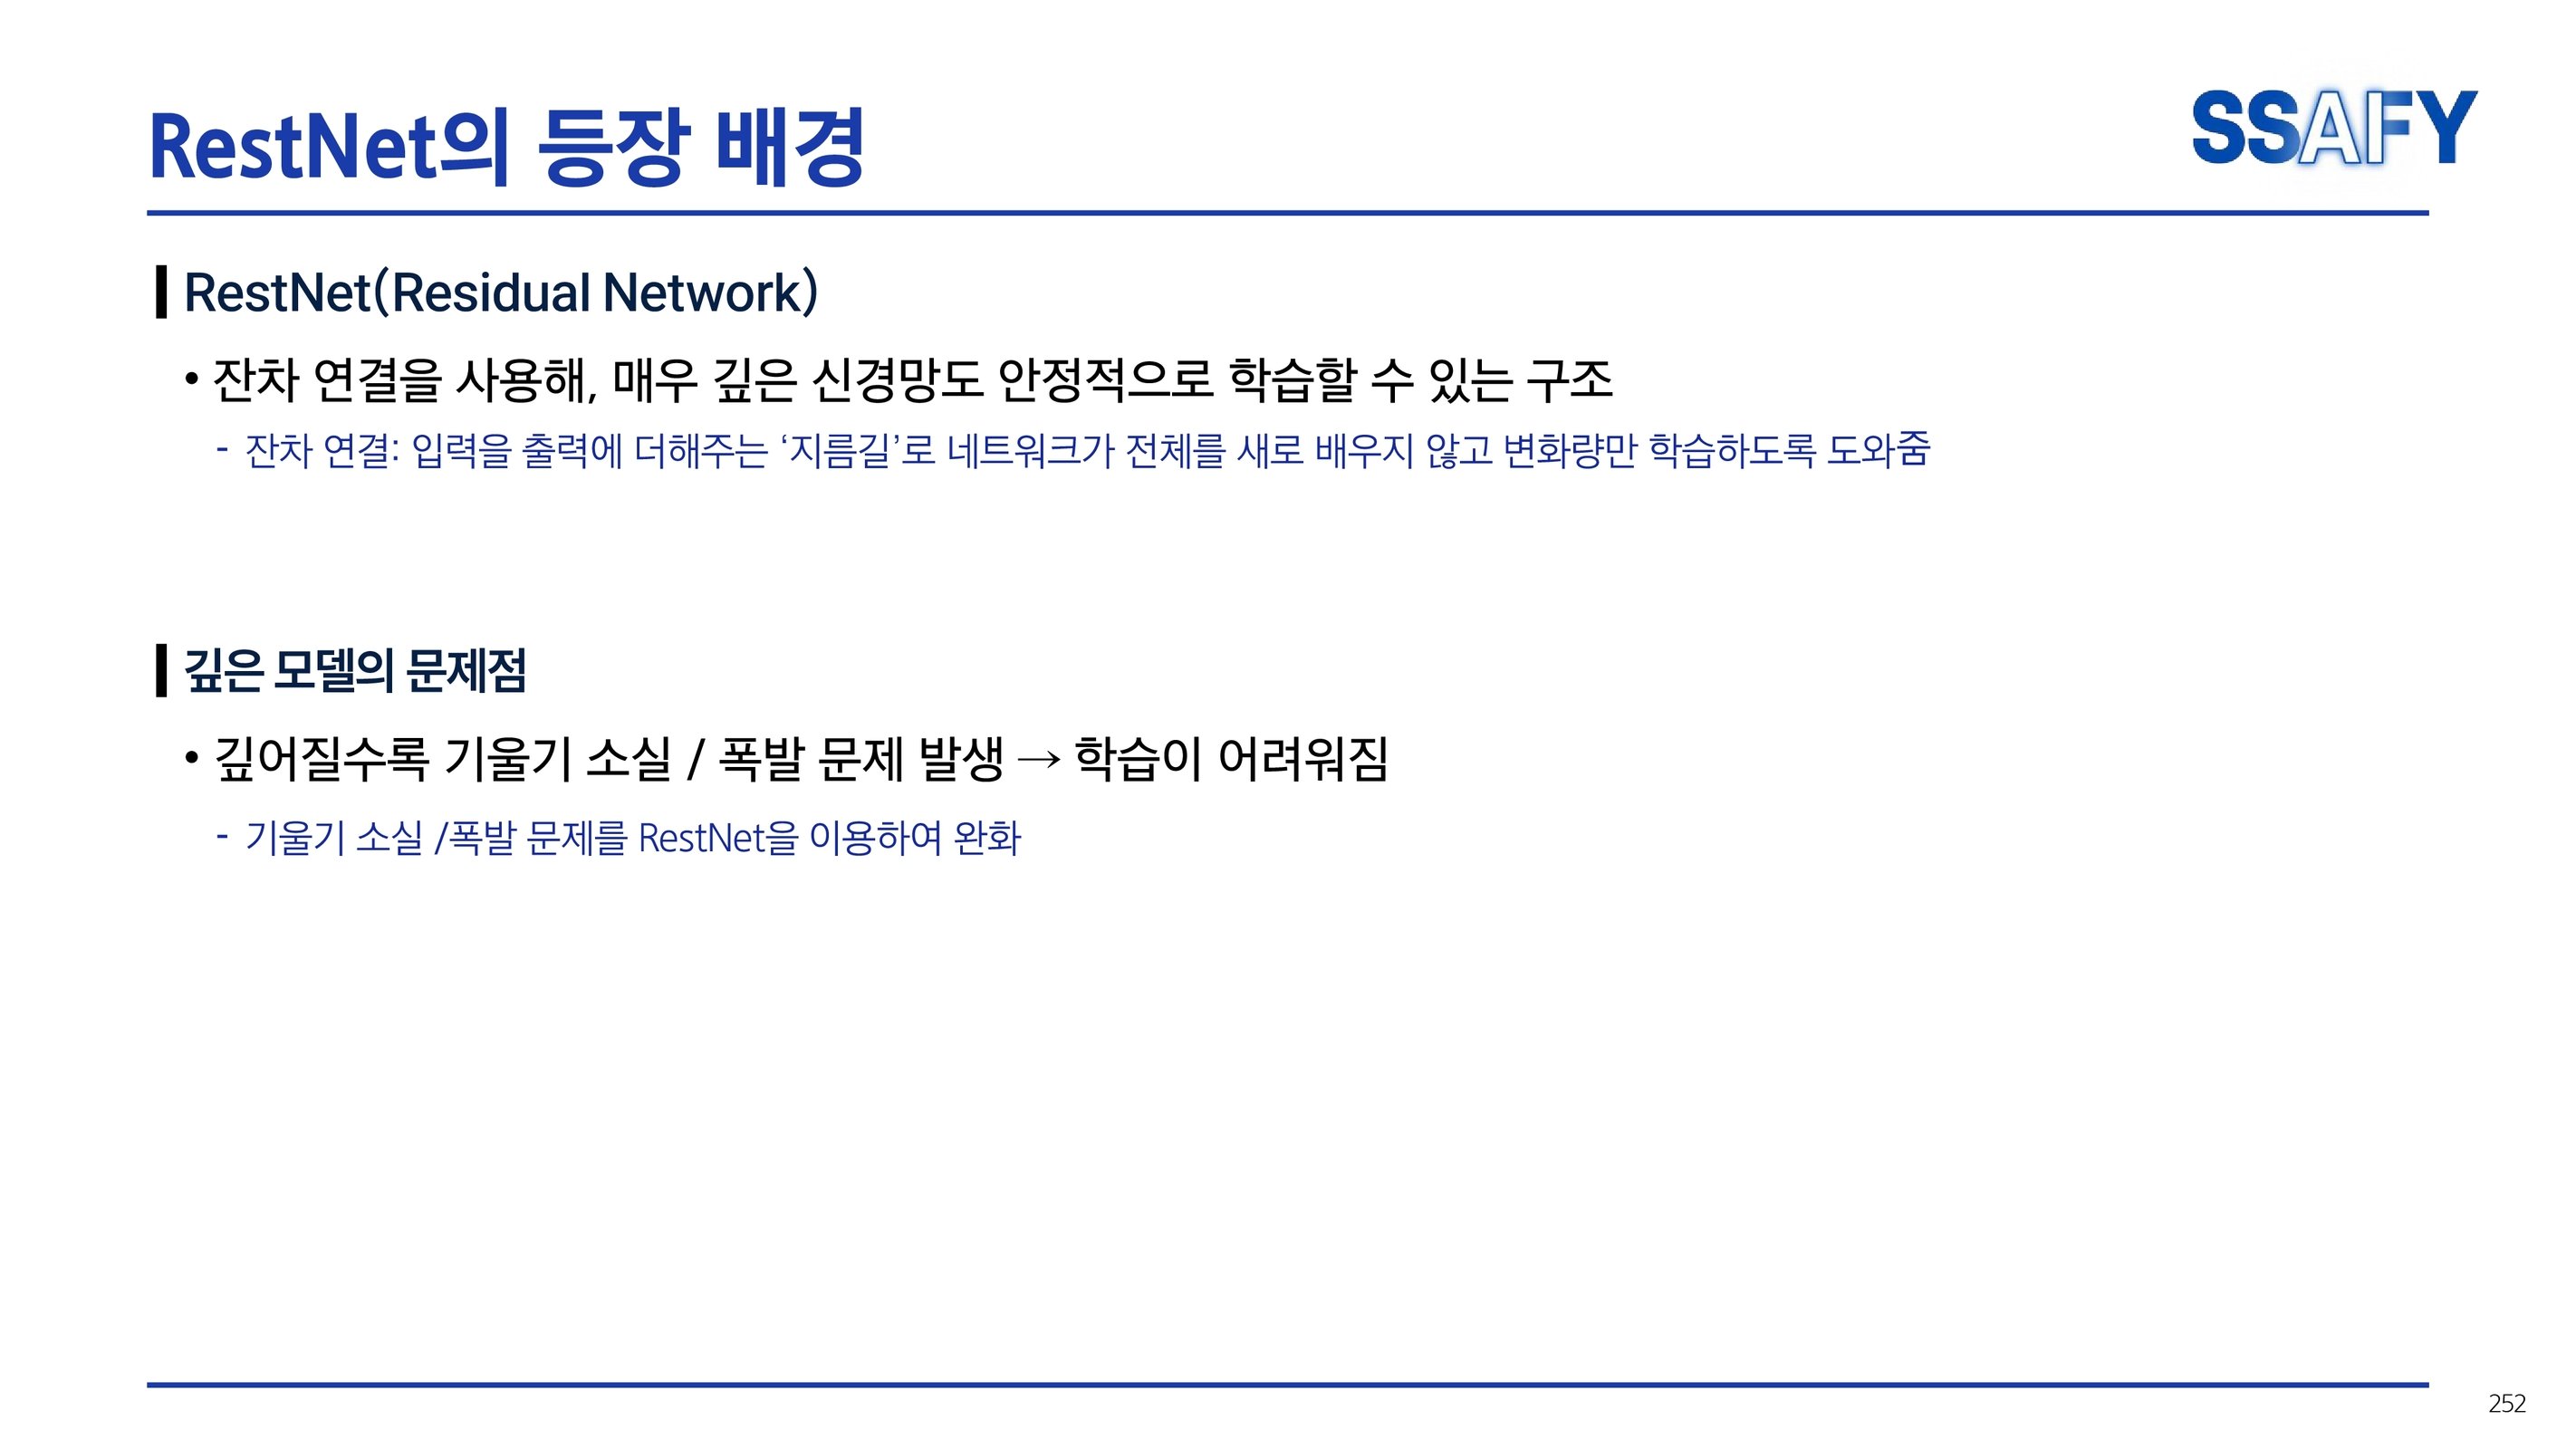 RestNet의 등장 배경
SSAFY
RestNet(Residual Network)
• 잔차 연결을 사용해, 매우 깊은 신경망도 안정적으로 학습할 수 있는 구조
- 잔차 연결: 입력을 출력에 더해주는 ‘지름길’로 네트워크가 전체를 새로 배우지 않고 변화량만 학습하도록 도와줌
깊은 모델의 문제점
• 깊어질수록 기울기 소실 / 폭발 문제 발생 → 학습이 어려워짐
- 기울기 소실 /폭발 문제를 RestNet을 이용하여 완화
252